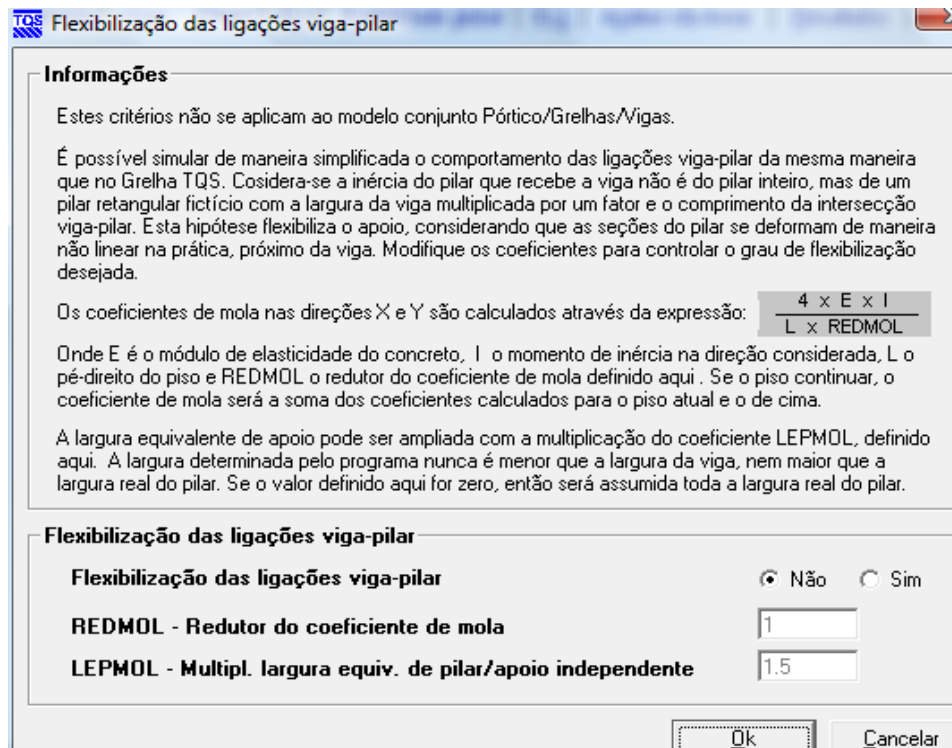 TQS Flexibilização das ligações viga-pilar
Informações
Estes critérios não se aplicam ao modelo conjunto Pórtico/Grelhas/Vigas.
É possível simular de maneira simplificada o comportamento das ligações viga-pilar da mesma maneira
que no Grelha TQS. Cosidera-se a inércia do pilar que recebe a viga não é do pilar inteiro, mas de um
pilar retangular fictício com a largura da viga multiplicada por um fator e o comprimento da intersecção
viga-pilar. Esta hipótese flexibiliza o apoio, considerando que as seções do pilar se deformam de maneira
não linear na prática, próximo da viga. Modifique os coeficientes para controlar o grau de flexibilização
desejada.
Os coeficientes de mola nas direções X e Y são calculados através da expressão:
4 x E x I
L x REDMOL
Onde E é o módulo de elasticidade do concreto, I o momento de inércia na direção considerada, L o
pé-direito do piso e REDMOL o redutor do coeficiente de mola definido aqui . Se o piso continuar, o
coeficiente de mola será a soma dos coeficientes calculados para o piso atual e o de cima.
A largura equivalente de apoio pode ser ampliada com a multiplicação do coeficiente LEPMOL, definido
aqui. A largura determinada pelo programa nunca é menor que a largura da viga, nem maior que a
largura real do pilar. Se o valor definido aqui for zero, então será assumida toda a largura real do pilar.
Flexibilização das ligações viga-pilar
Flexibilização das ligações viga-pilar Não Sim
REDMOL - Redutor do coeficiente de mola 1
LEPMOL - Multipl. largura equiv. de pilar/apoio independente 1.5
Ok Cancelar